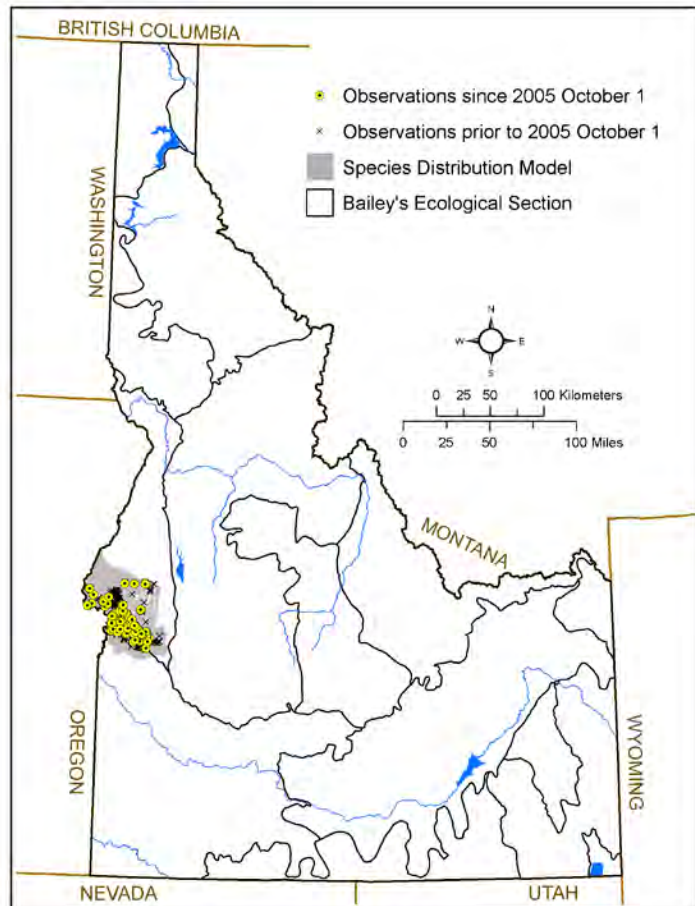 BRITISH COLUMBIA
Observations since 2005 October 1
Observations prior to 2005 October 1
Species Distribution Model
Bailey's Ecological Section
WASHINGTON
N
W E
S
0 25 50 100 Kilometers
0 25 50 100 Miles
MONTANA
OREGON
WYOMING
NEVADA UTAH